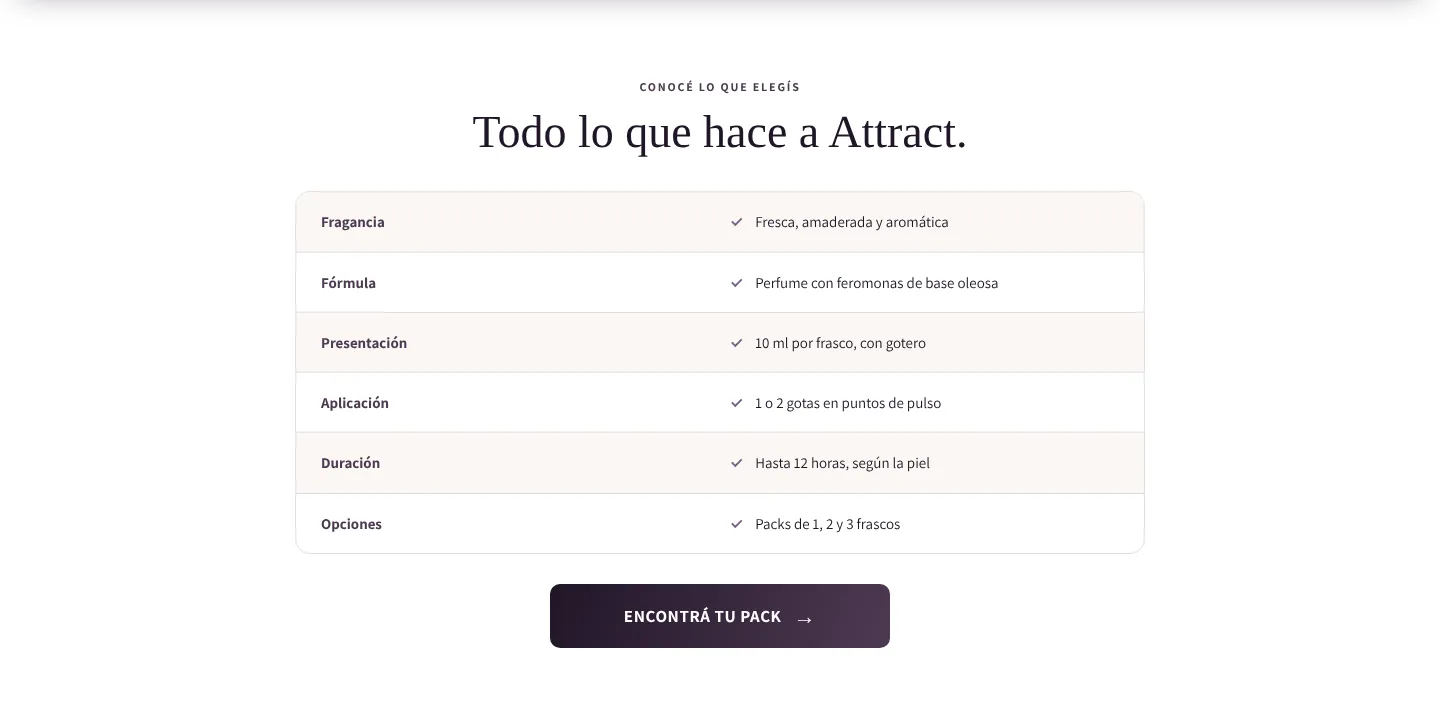 CONOCÉ LO QUE ELEGÍS
Todo lo que hace a Attract.
Fragancia
Fresca, amaderada y aromática
Fórmula
Perfume con feromonas de base oleosa
Presentación
10 ml por frasco, con gotero
Aplicación
1 o 2 gotas en puntos de pulso
Duración
Hasta 12 horas, según la piel
Opciones
Packs de 1, 2 y 3 frascos
ENCONTRÁ TU PACK →